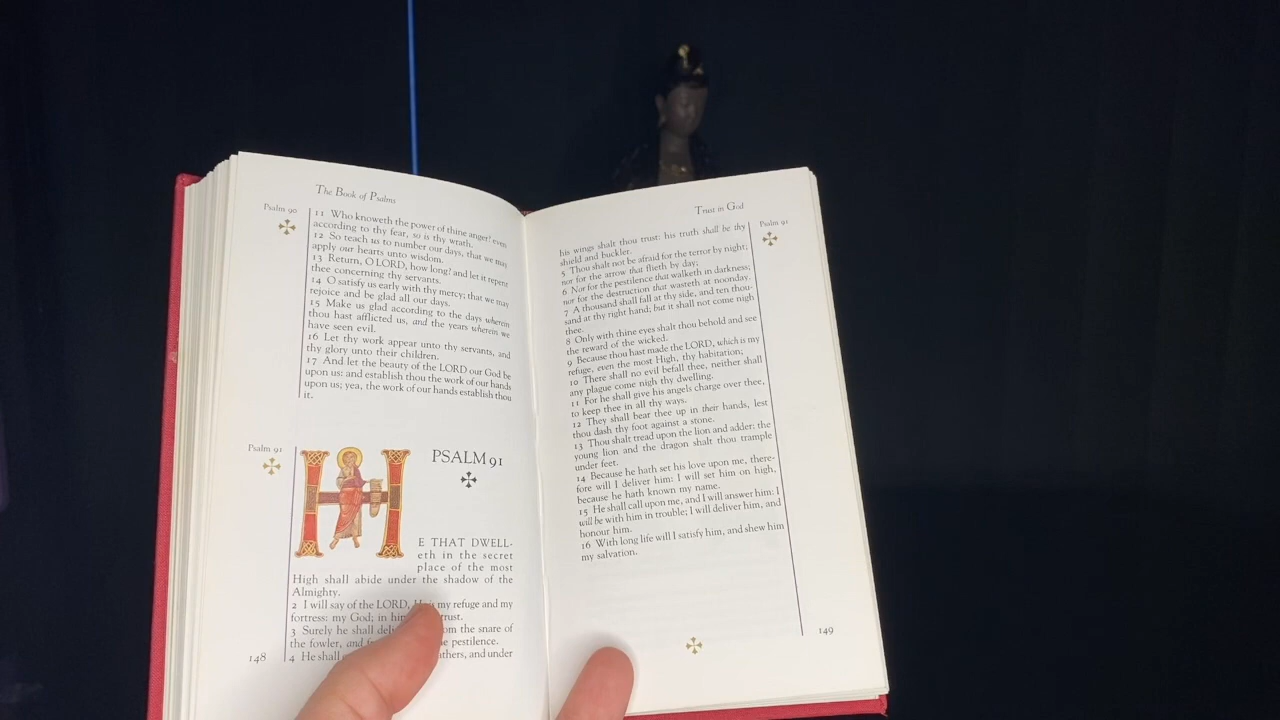 The Book of Psalms
Psalm 90
11 Who knoweth the power of thine anger? even
according to thy fear, so is thy wrath.
12 So teach us to number our days, that we may
apply our hearts unto wisdom.
13 Return, O LORD, how long? and let it repent
thee concerning thy servants.
14 O satisfy us early with thy mercy; that we may
rejoice and be glad all our days.
15 Make us glad according to the days wherein
thou hast afflicted us, and the years wherein we
have seen evil.
16 Let thy work appear unto thy servants, and
thy glory unto their children.
17 And let the beauty of the LORD our God be
upon us: and establish thou the work of our hands
upon us; yea, the work of our hands establish thou
it.
Psalm 91
PSALM 91
H
E THAT DWELL-
eth in the secret
place of the most
High shall abide under the shadow of the
Almighty.
2 I will say of the LORD, He is my refuge and my
fortress: my God; in him trust.
3 Surely he shall from the snare of
the fowler, and pestilence.
4 He shall and under
148
Trust in God
Psalm 91
his wings shalt thou trust: his truth shall be thy
shield and buckler.
5 Thou shalt not be afraid for the terror by night;
nor for the arrow that flieth by day;
6 Nor for the pestilence that walketh in darkness;
nor for the destruction that wasteth at noonday.
7 A thousand shall fall at thy side, and ten thou-
sand at thy right hand; but it shall not come nigh
thee.
8 Only with thine eyes shalt thou behold and see
the reward of the wicked.
9 Because thou hast made the LORD, which is my
refuge, even the most High, thy habitation;
10 There shall no evil befall thee, neither shall
any plague come nigh thy dwelling.
11 For he shall give his angels charge over thee,
to keep thee in all thy ways.
12 They shall bear thee up in their hands, lest
thou dash thy foot against a stone.
13 Thou shalt tread upon the lion and adder: the
young lion and the dragon shalt thou trample
under feet.
14 Because he hath set his love upon me, there-
fore will I deliver him: I will set him on high,
because he hath known my name.
15 He shall call upon me, and I will answer him: I
will be with him in trouble; I will deliver him, and
honour him.
16 With long life will I satisfy him, and shew him
my salvation.
149